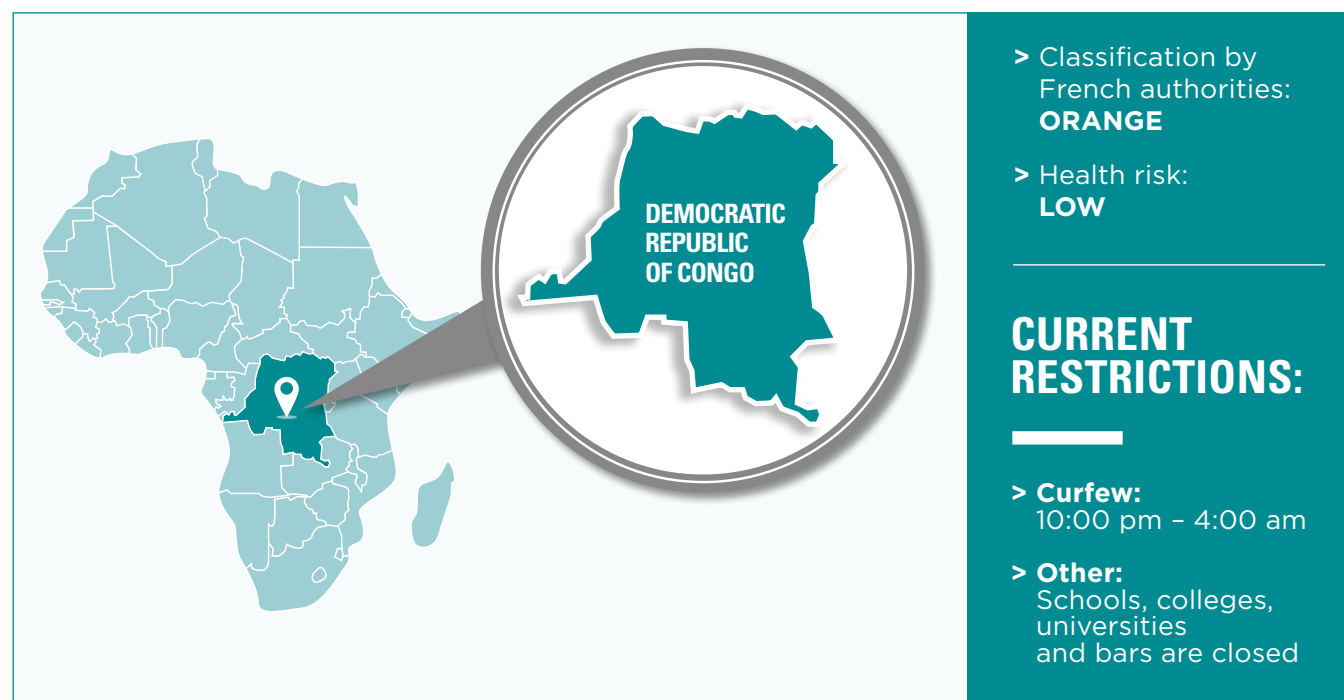 DEMOCRATIC
REPUBLIC
OF CONGO
> Classification by
French authorities:
ORANGE
> Health risk:
LOW
CURRENT
RESTRICTIONS:
> Curfew:
10:00 pm – 4:00 am
> Other:
Schools, colleges,
universities
and bars are closed